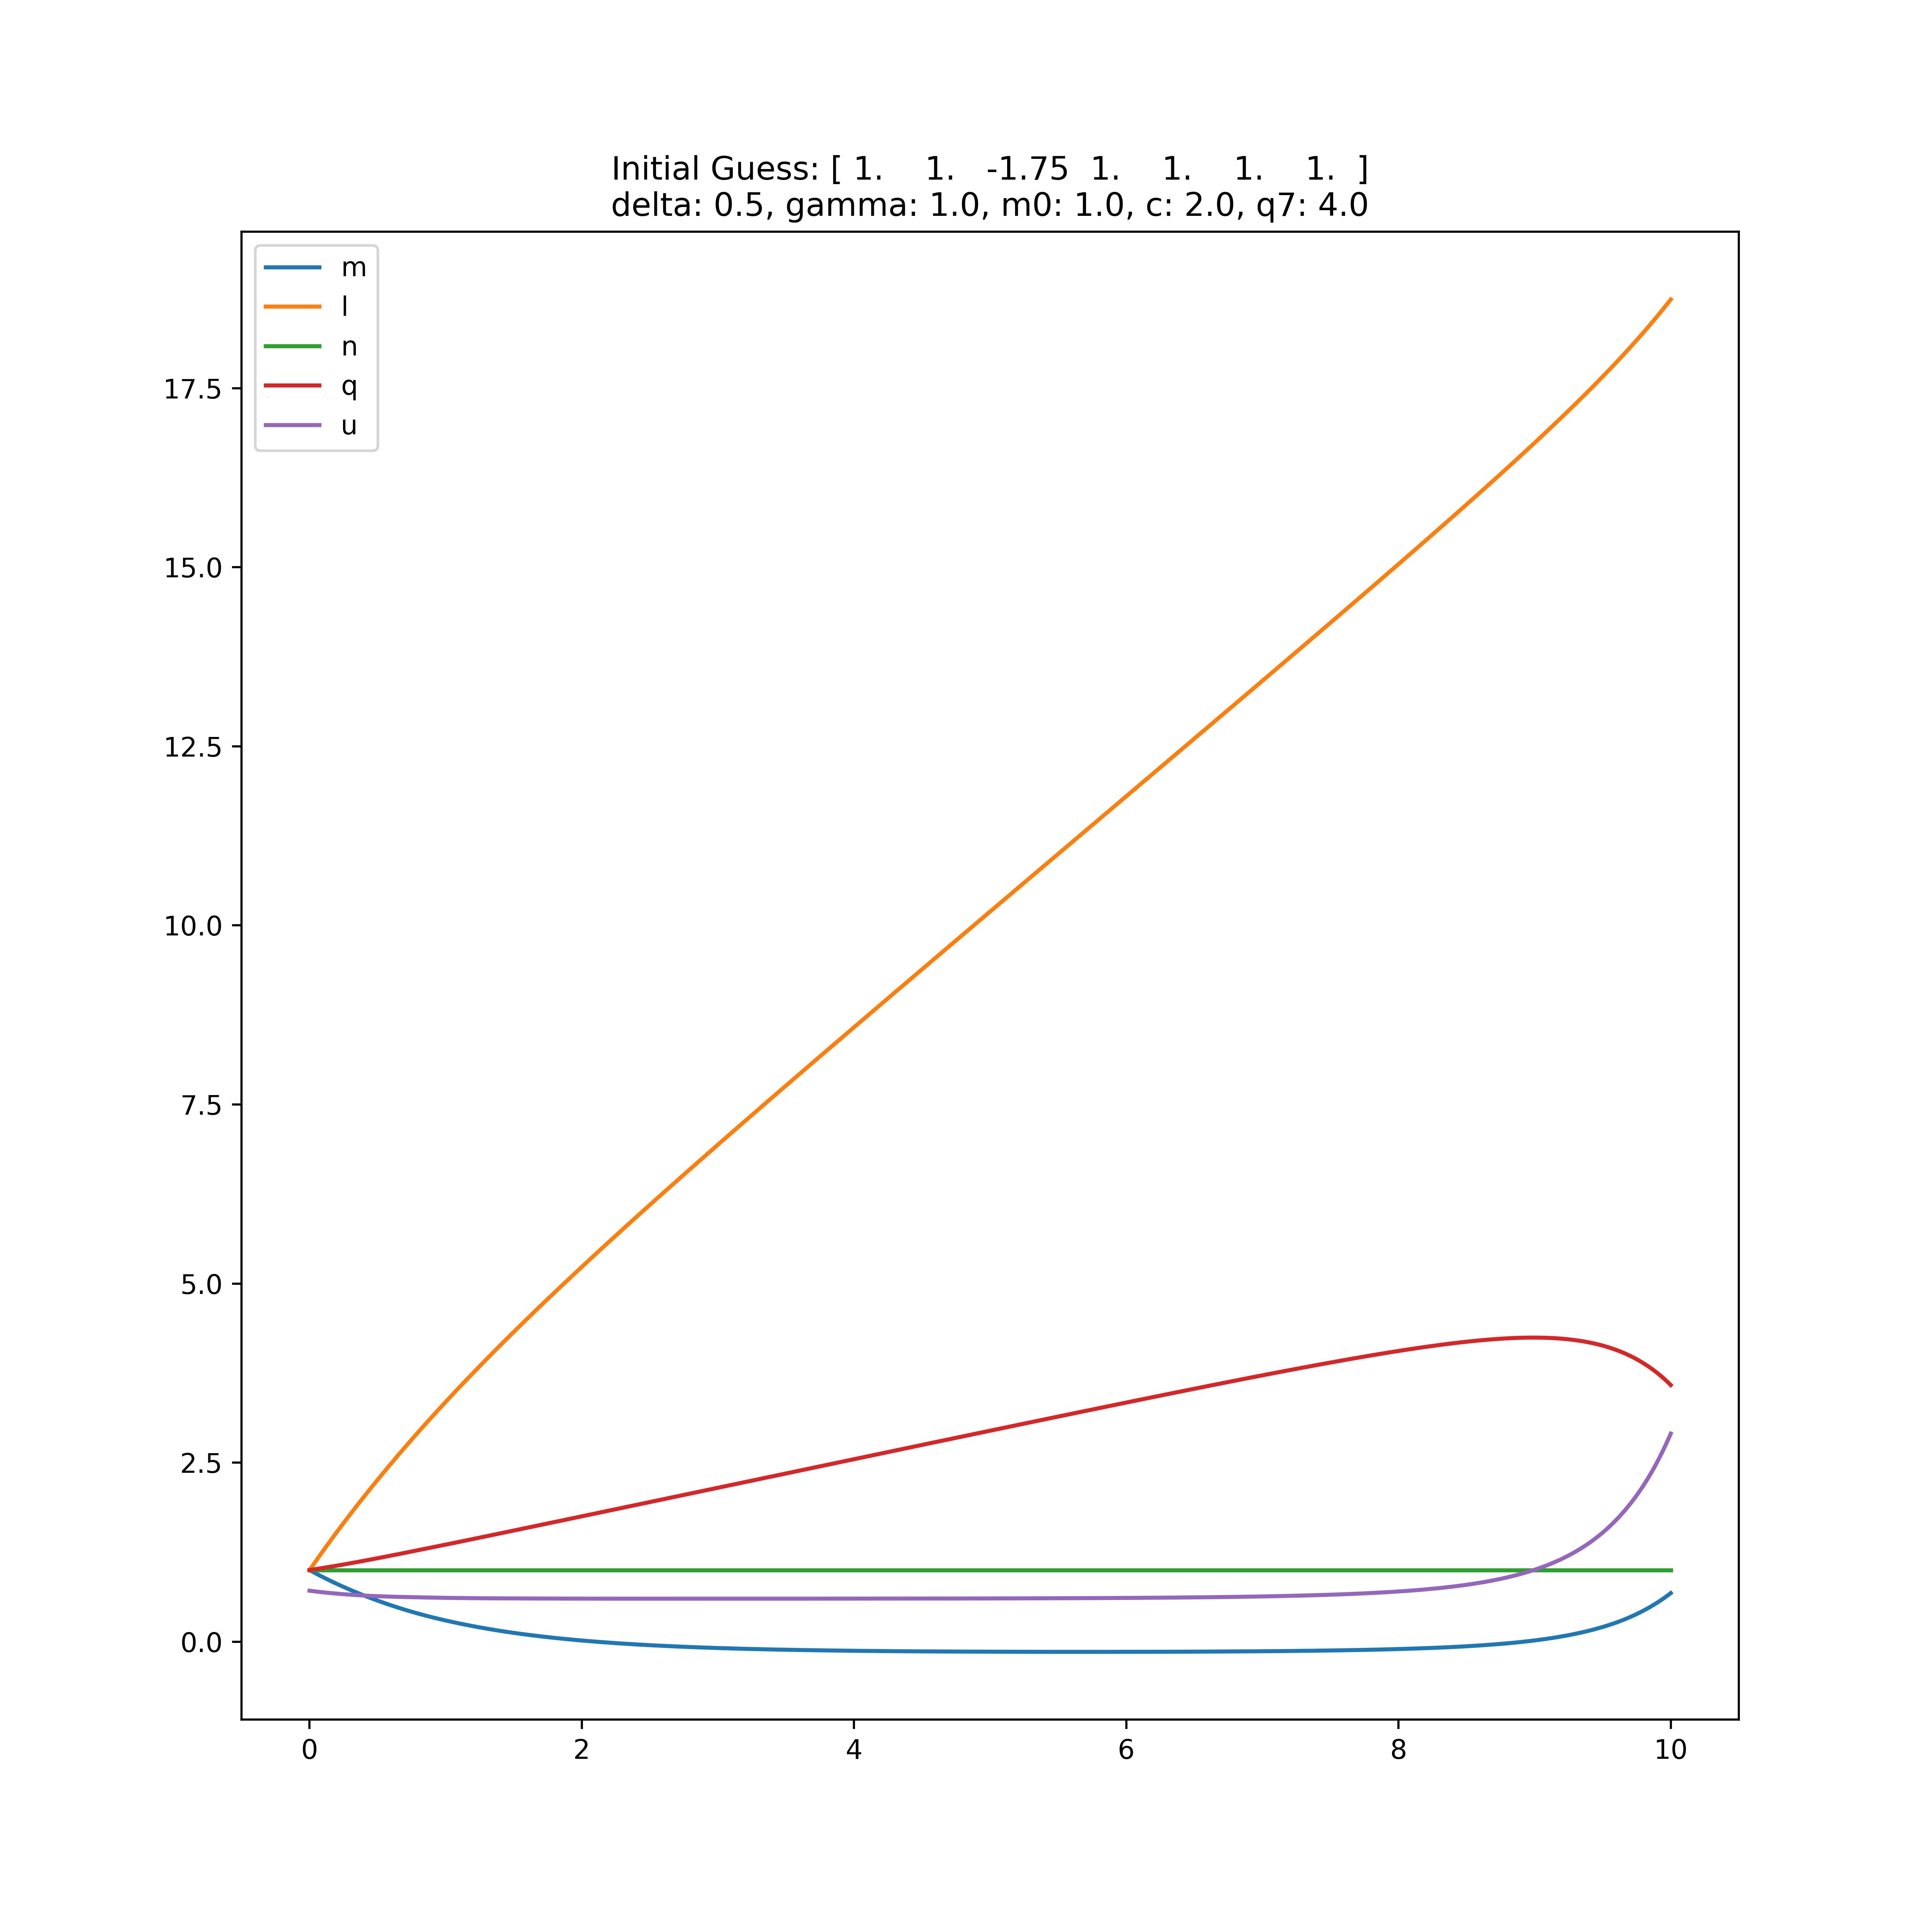 Initial Guess: [ 1. 1. -1.75 1. 1. 1. 1. ]
delta: 0.5, gamma: 1.0, m0: 1.0, c: 2.0, q7: 4.0
m
l
n
q
u
17.5
15.0
12.5
10.0
7.5
5.0
2.5
0.0
0 2 4 6 8 10